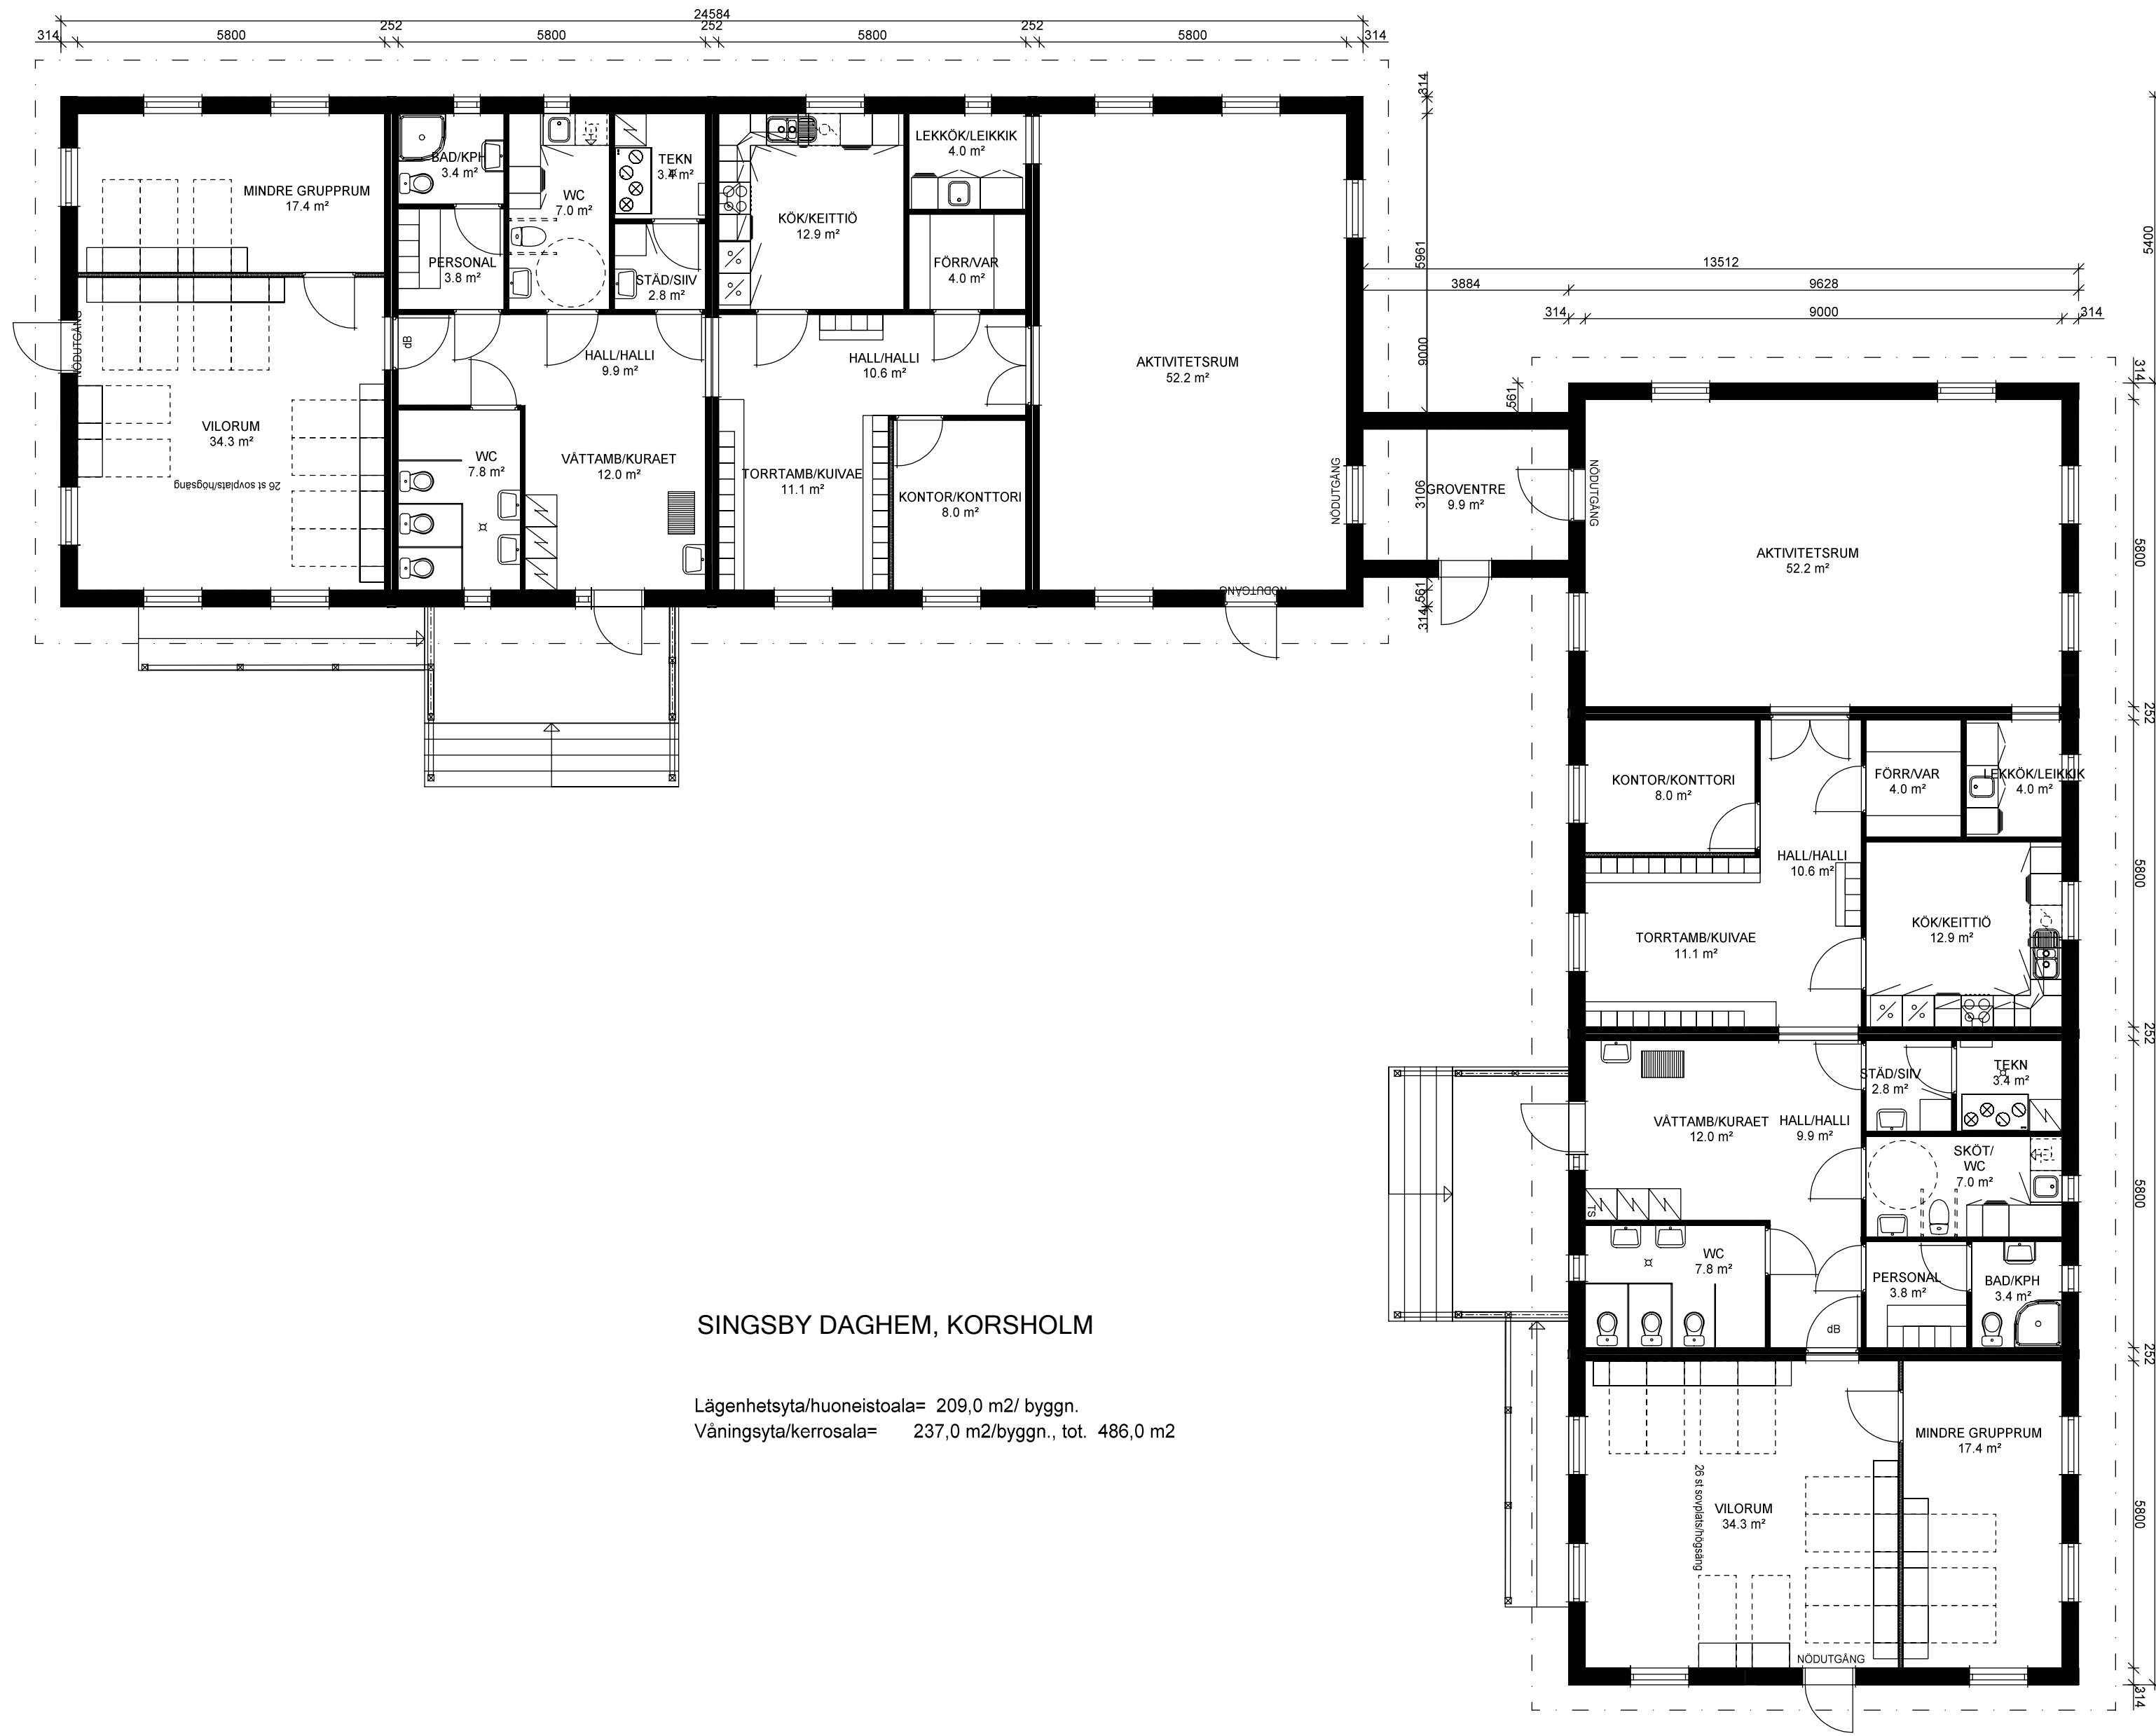 24584
314
5800
252
5800
252
5800
252
5800
314
BAD/KPH
3.4 m²
MINDRE GRUPPRUM
17.4 m²
WC
7.0 m²
TEKN
3.4 m²
PERSONAL
3.8 m²
STÄD/SIIV
2.8 m²
KÖK/KEITTIÖ
12.9 m²
LEKKÖK/LEIKKIK
4.0 m²
FÖRR/VAR
4.0 m²
NÖDUTGÅNG
dB
HALL/HALLI
9.9 m²
HALL/HALLI
10.6 m²
AKTIVITETSRUM
52.2 m²
VILORUM
34.3 m²
26 st sovplats/högsäng
WC
7.8 m²
VÅTTAMB/KURAET
12.0 m²
TORRTAMB/KUIVAE
11.1 m²
KONTOR/KONTTORI
8.0 m²
NÖDUTGÅNG
NÖDUTGÅNG
314
5961
9000
3106
561
314
561
GROVENTRE
9.9 m²
13512
3884
9628
314
9000
314
NÖDUTGÅNG
AKTIVITETSRUM
52.2 m²
314
5800
252
5800
252
5800
252
5800
314
KONTOR/KONTTORI
8.0 m²
FÖRR/VAR
4.0 m²
LEKKÖK/LEIKKIK
4.0 m²
HALL/HALLI
10.6 m²
KÖK/KEITTIÖ
12.9 m²
TORRTAMB/KUIVAE
11.1 m²
STÄD/SIIV
2.8 m²
TEKN
3.4 m²
VÅTTAMB/KURAET
12.0 m²
HALL/HALLI
9.9 m²
SKÖT/
WC
7.0 m²
TS
WC
7.8 m²
PERSONAL
3.8 m²
BAD/KPH
3.4 m²
dB
MINDRE GRUPPRUM
17.4 m²
26 st sovplats/högsäng
VILORUM
34.3 m²
NÖDUTGÅNG
SINGSBY DAGHEM, KORSHOLM
Lägenhetsyta/huoneistoala= 209,0 m2/ byggn.
Våningsyta/kerrosala= 237,0 m2/byggn., tot. 486,0 m2